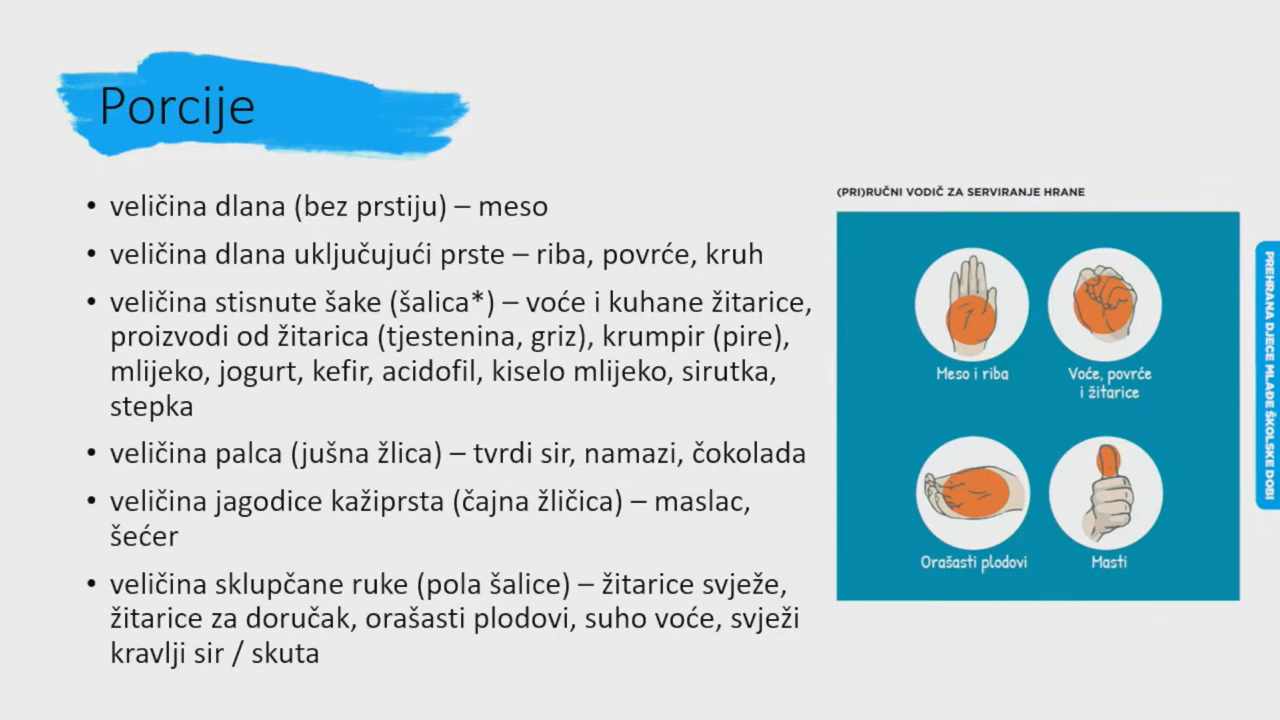 Porcije
• veličina dlana (bez prstiju) – meso
• veličina dlana uključujući prste – riba, povrće, kruh
• veličina stisnute šake (šalica*) – voće i kuhane žitarice,
proizvodi od žitarica (tjestenina, griz), krumpir (pire),
mlijeko, jogurt, kefir, acidofil, kiselo mlijeko, sirutka,
stepka
• veličina palca (jušna žlica) – tvrdi sir, namazi, čokolada
• veličina jagodice kažiprsta (čajna žličica) – maslac,
šećer
• veličina sklupčane ruke (pola šalice) – žitarice svježe,
žitarice za doručak, orašasti plodovi, suho voće, svježi
kravlji sir / skuta
(PRI)RUČNI VODIČ ZA SERVIRANJE HRANE
Meso i riba
Voće, povrće
i žitarice
Orašasti plodovi
Masti
PREHRANA DJECE MLAĐE ŠKOLSKE DOBI